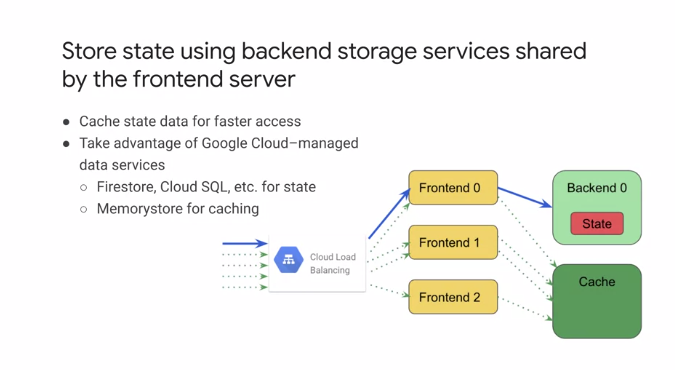 Store state using backend storage services shared
by the frontend server
● Cache state data for faster access
● Take advantage of Google Cloud–managed
data services
○ Firestore, Cloud SQL, etc. for state
○ Memorystore for caching
Cloud Load
Balancing
Frontend 0
Frontend 1
Frontend 2
Backend 0
State
Cache